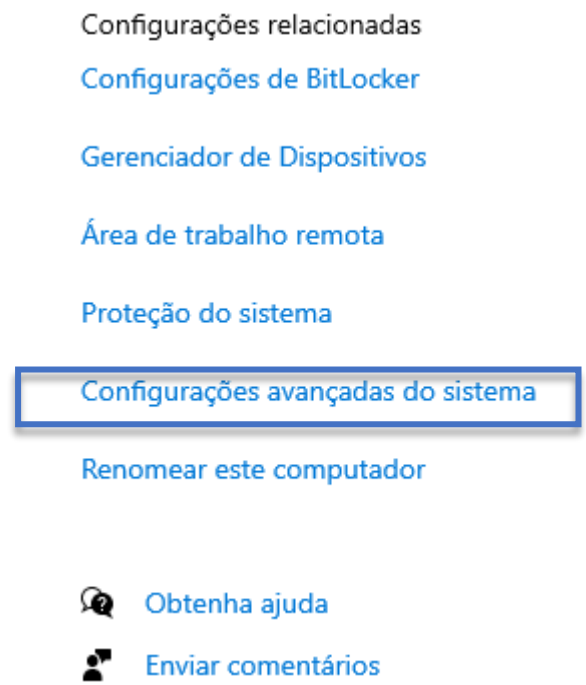 Configurações relacionadas
Configurações de BitLocker
Gerenciador de Dispositivos
Área de trabalho remota
Proteção do sistema
Configurações avançadas do sistema
Renomear este computador
Obtenha ajuda
Enviar comentários